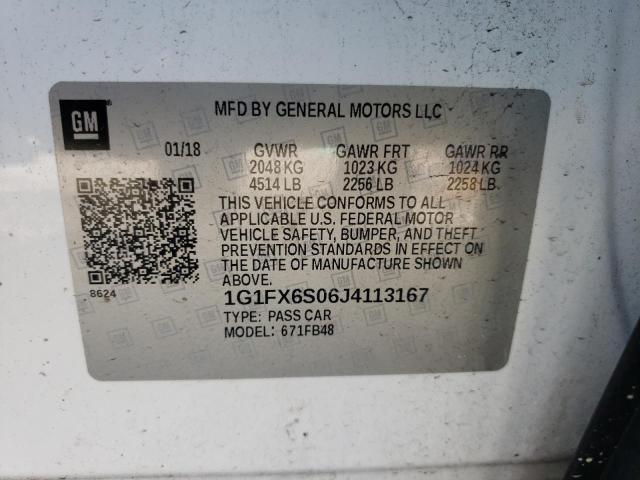 GM
MFD BY GENERAL MOTORS LLC
01/18 GVWR GAWR FRT GAWR RR
2048 KG 1023 KG 1024 KG
4514 LB 2256 LB 2258 LB
THIS VEHICLE CONFORMS TO ALL
APPLICABLE U.S. FEDERAL MOTOR
VEHICLE SAFETY, BUMPER, AND THEFT
PREVENTION STANDARDS IN EFFECT ON
THE DATE OF MANUFACTURE SHOWN
ABOVE.
8624
1G1FX6S06J4113167
TYPE: PASS CAR
MODEL: 671FB48